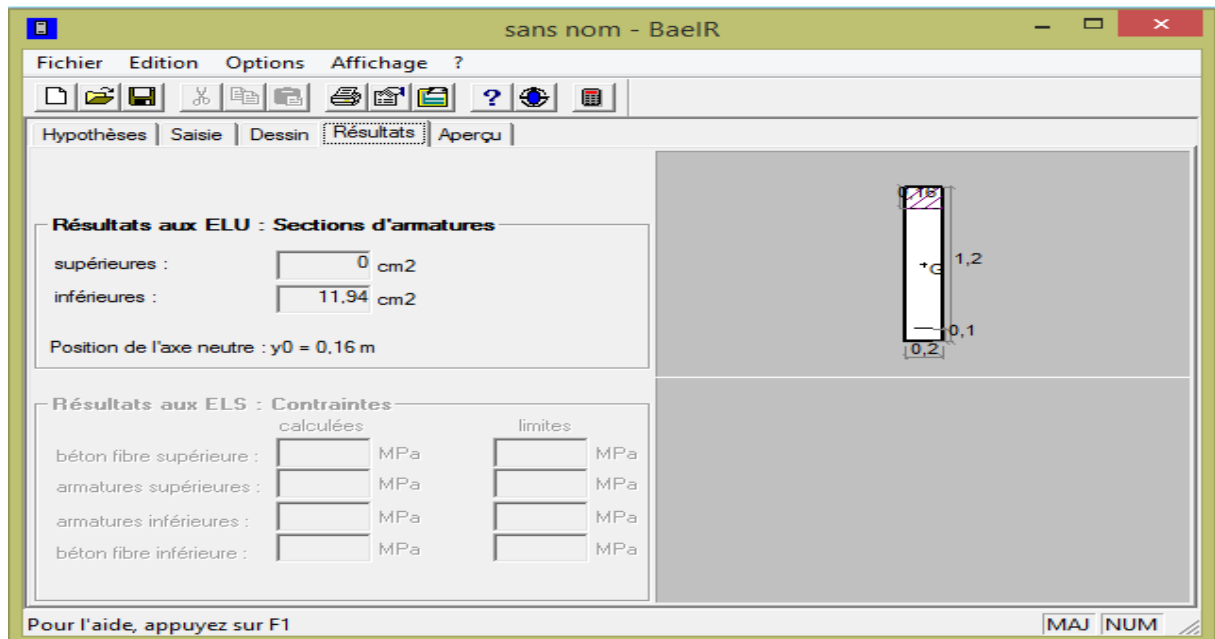 sans nom - BaelR
Fichier Edition Options Affichage ?
Hypothèses Saisie Dessin Résultats Aperçu
Résultats aux ELU : Sections d'armatures
supérieures : 0 cm2
inférieures : 11,94 cm2
Position de l'axe neutre : y0 = 0,16 m
Résultats aux ELS : Contraintes
calculées limites
béton fibre supérieure : MPa MPa
armatures supérieures : MPa MPa
armatures inférieures : MPa MPa
béton fibre inférieure : MPa MPa
0,16
1,2
G
0,1
0,2
Pour l'aide, appuyez sur F1
MAJ NUM